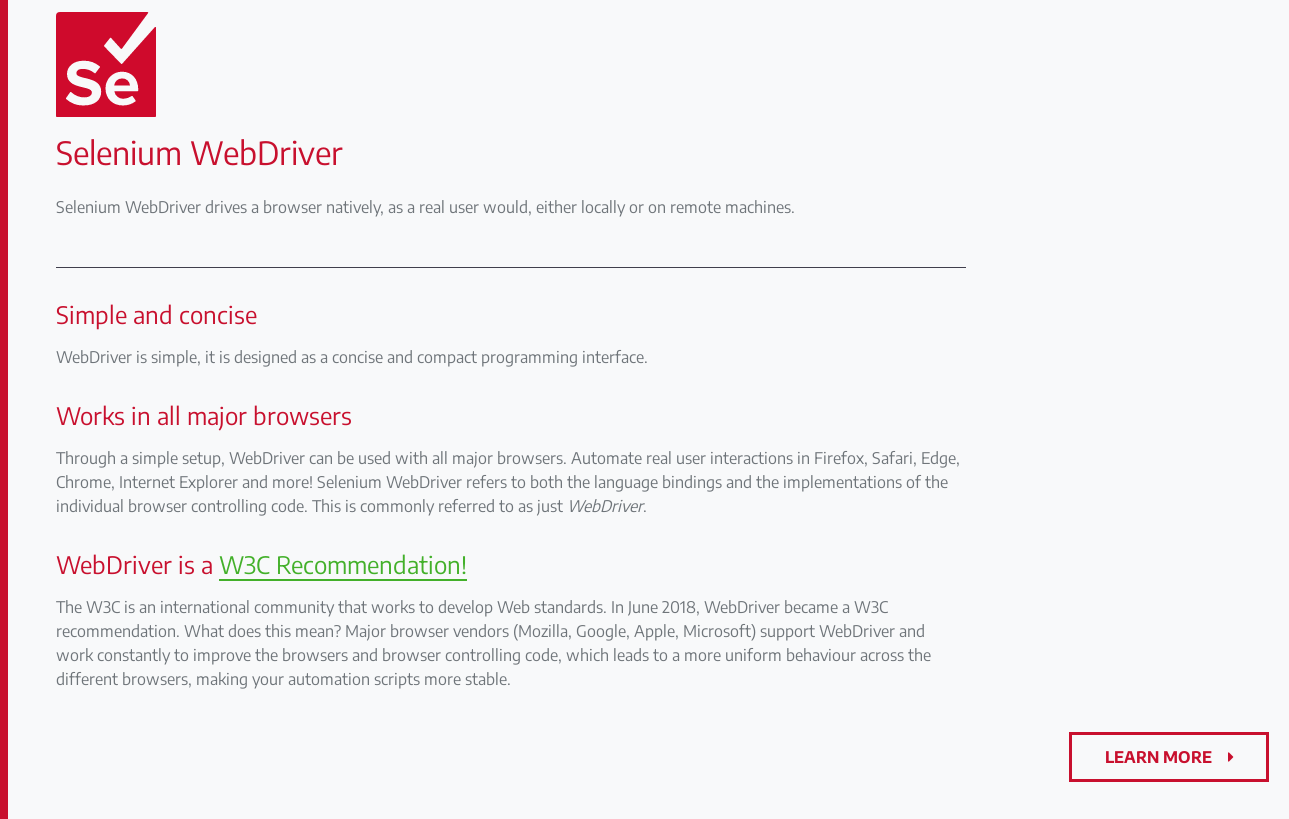 Se
Selenium WebDriver
Selenium WebDriver drives a browser natively, as a real user would, either locally or on remote machines.
Simple and concise
WebDriver is simple, it is designed as a concise and compact programming interface.
Works in all major browsers
Through a simple setup, WebDriver can be used with all major browsers. Automate real user interactions in Firefox, Safari, Edge,
Chrome, Internet Explorer and more! Selenium WebDriver refers to both the language bindings and the implementations of the
individual browser controlling code. This is commonly referred to as just WebDriver.
WebDriver is a W3C Recommendation!
The W3C is an international community that works to develop Web standards. In June 2018, WebDriver became a W3C
recommendation. What does this mean? Major browser vendors (Mozilla, Google, Apple, Microsoft) support WebDriver and
work constantly to improve the browsers and browser controlling code, which leads to a more uniform behaviour across the
different browsers, making your automation scripts more stable.
LEARN MORE